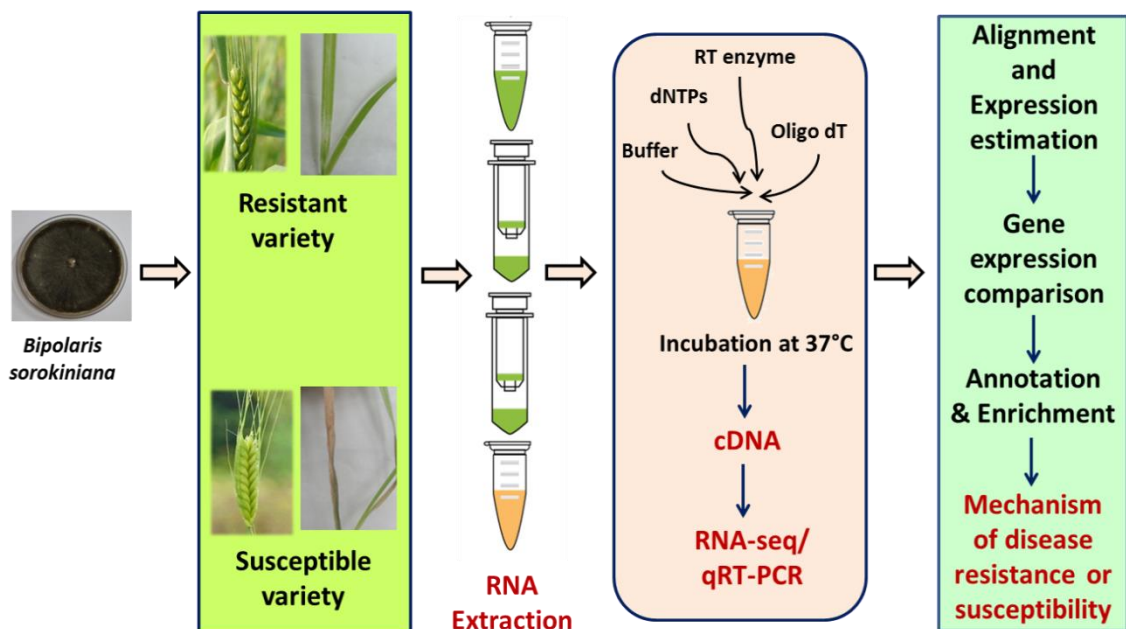 Bipolaris
sorokiniana
Resistant
variety
Susceptible
variety
RNA
Extraction
RT enzyme
dNTPs
Oligo dT
Buffer
Incubation at 37°C
cDNA
RNA-seq/
qRT-PCR
Alignment
and
Expression
estimation
Gene
expression
comparison
Annotation
& Enrichment
Mechanism
of disease
resistance or
susceptibility